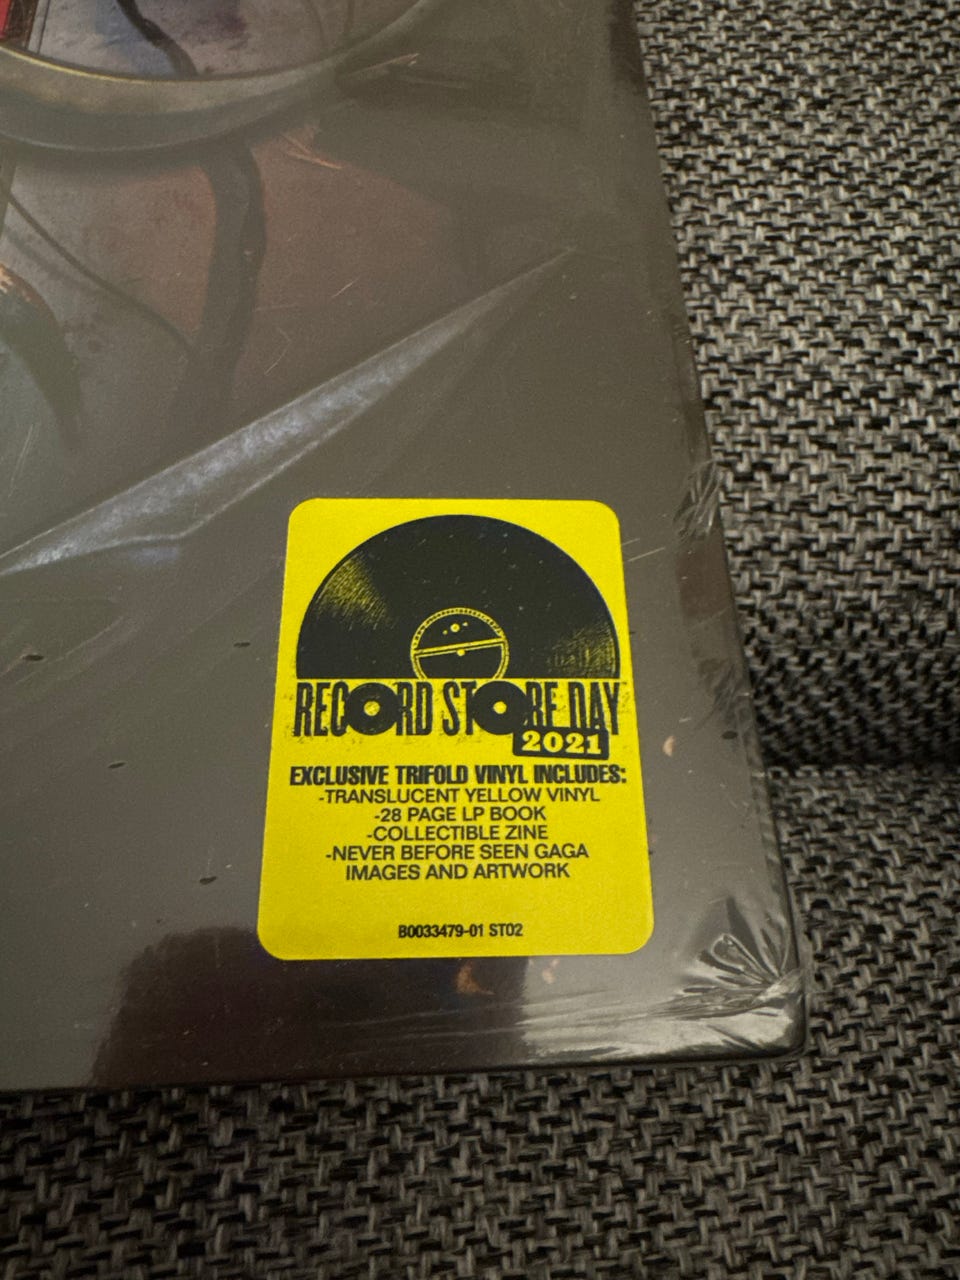 RECORD STORE DAY
2021
EXCLUSIVE TRIFOLD VINYL INCLUDES:
-TRANSLUCENT YELLOW VINYL
-28 PAGE LP BOOK
-COLLECTIBLE ZINE
-NEVER BEFORE SEEN GAGA
IMAGES AND ARTWORK
B0033479-01 ST02